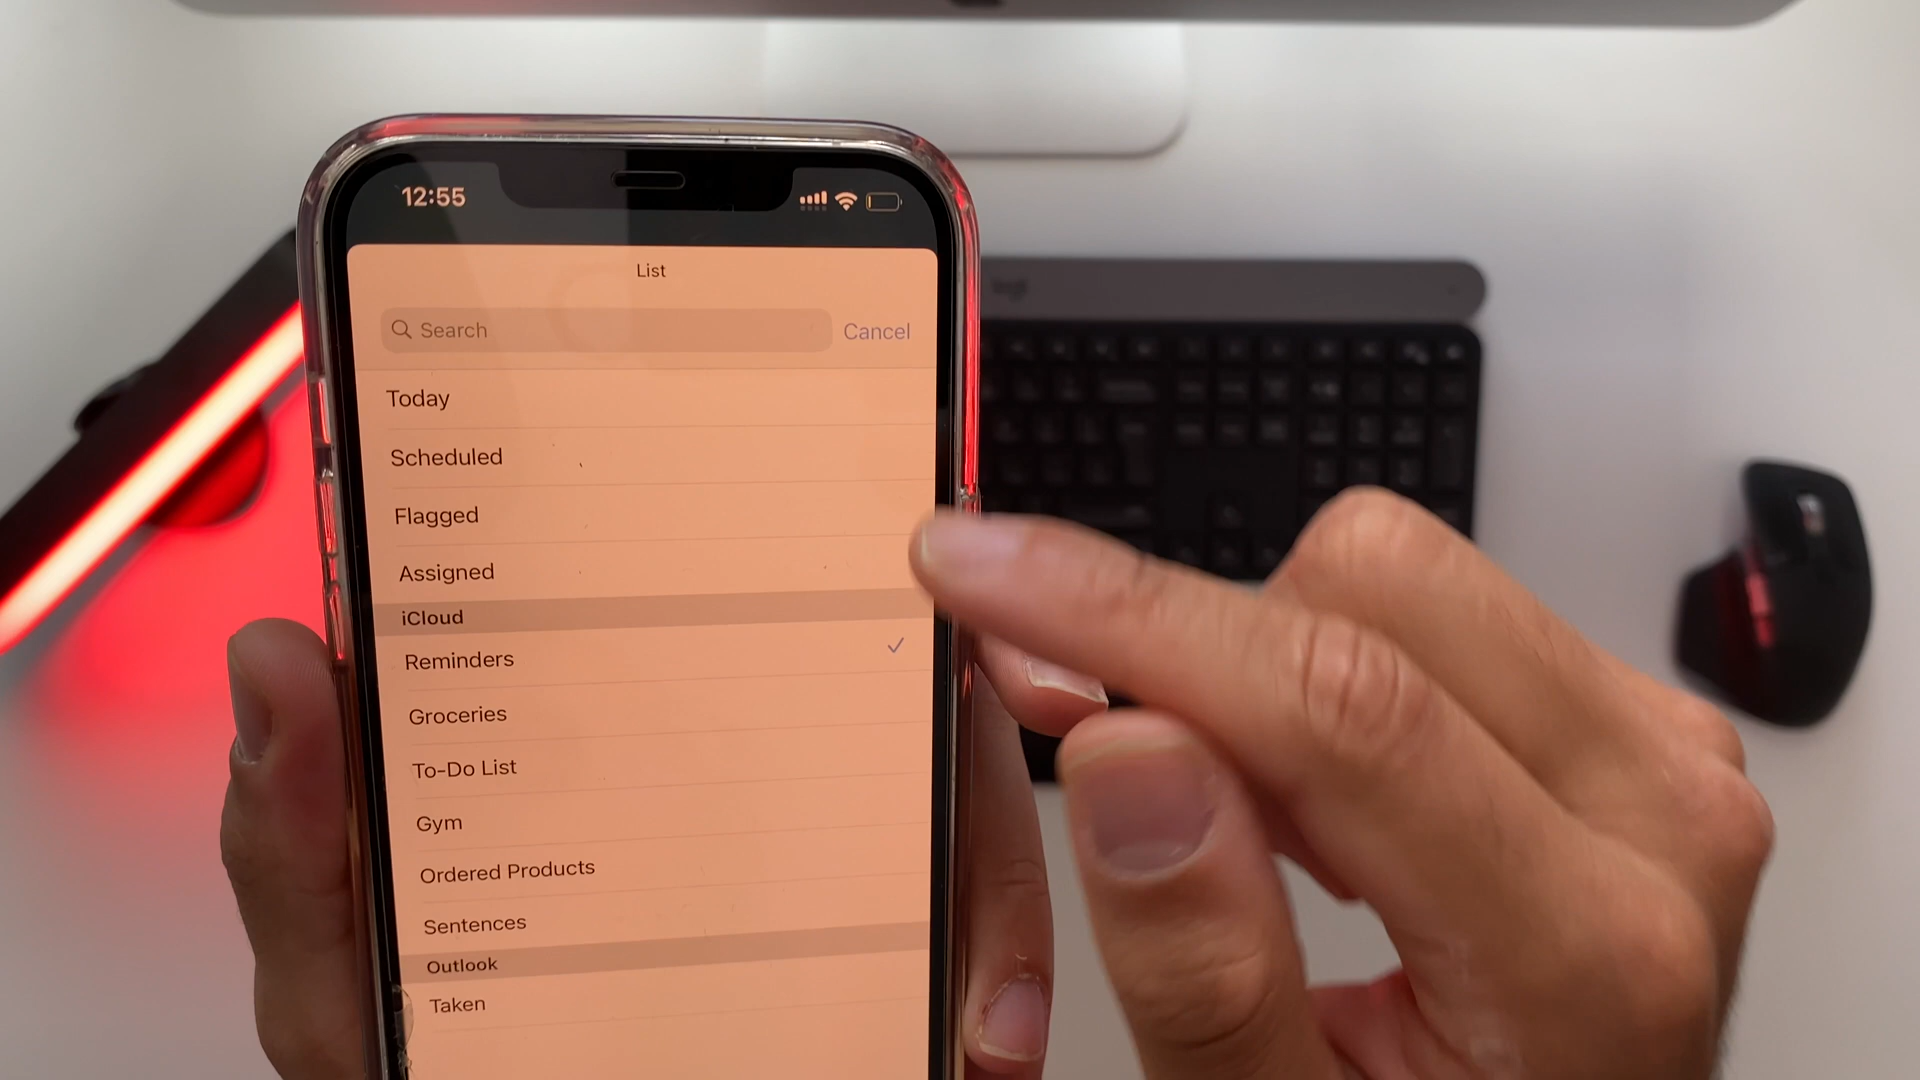 12:55
List
Search
Cancel
Today
Scheduled
Flagged
Assigned
iCloud
Reminders
Groceries
To-Do List
Gym
Ordered Products
Sentences
Outlook
Taken
logi